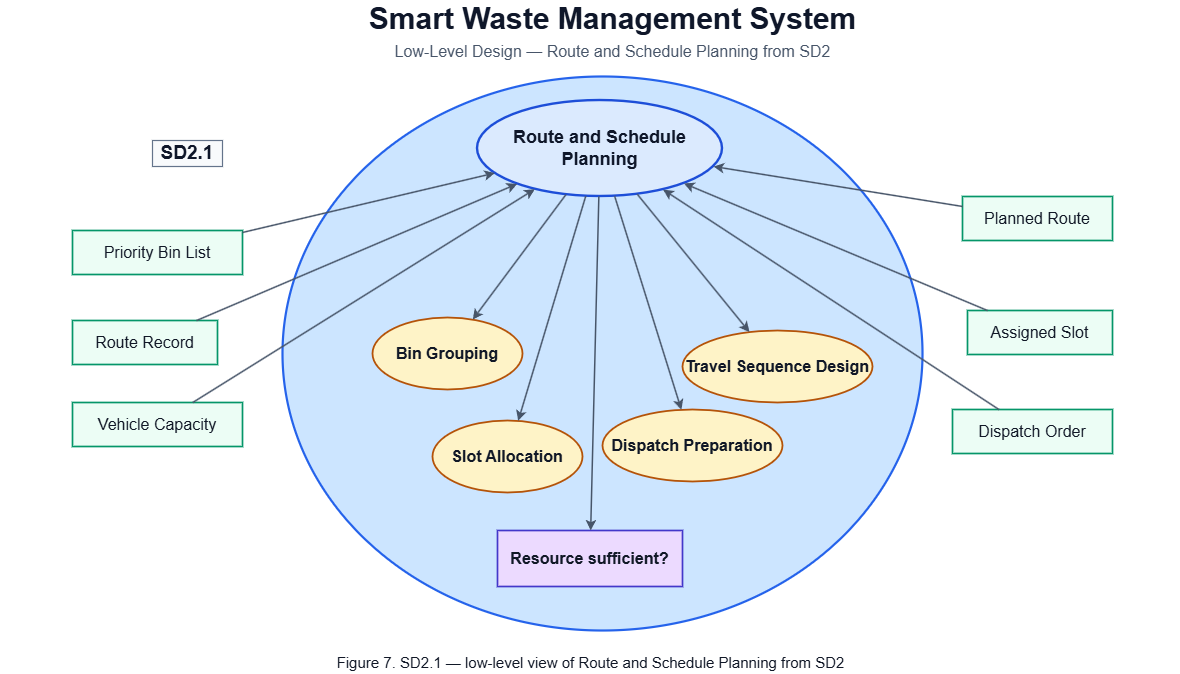 Smart Waste Management System
Low-Level Design — Route and Schedule Planning from SD2
Route and Schedule
Planning
SD2.1
Planned Route
Priority Bin List
Route Record
Assigned Slot
Bin Grouping
Travel Sequence Design
Vehicle Capacity
Dispatch Order
Slot Allocation
Dispatch Preparation
Resource sufficient?
Figure 7. SD2.1 — low-level view of Route and Schedule Planning from SD2